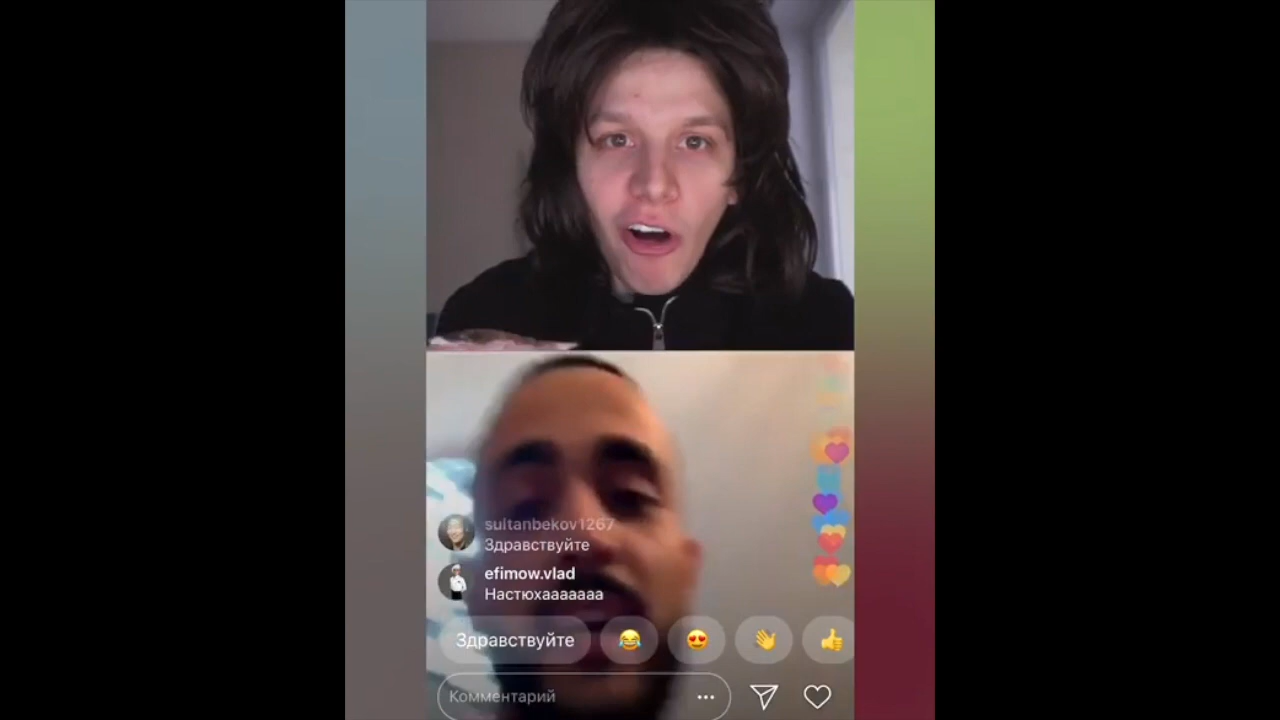 sultanbekov1267
Здравствуйте
efimow.vlad
Настюхааааааа
Здравствуйте
Комментарий